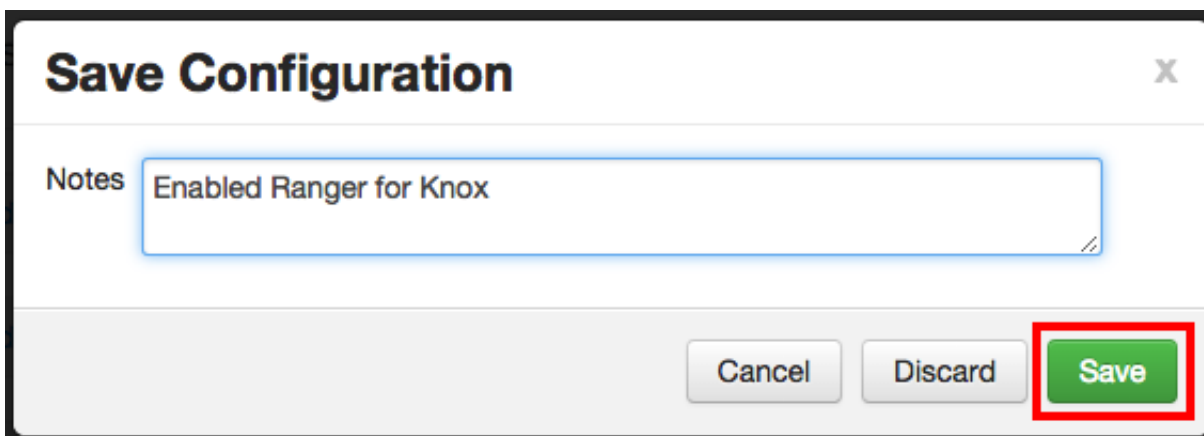 Save Configuration
x
Notes
Enabled Ranger for Knox
Cancel
Discard
Save